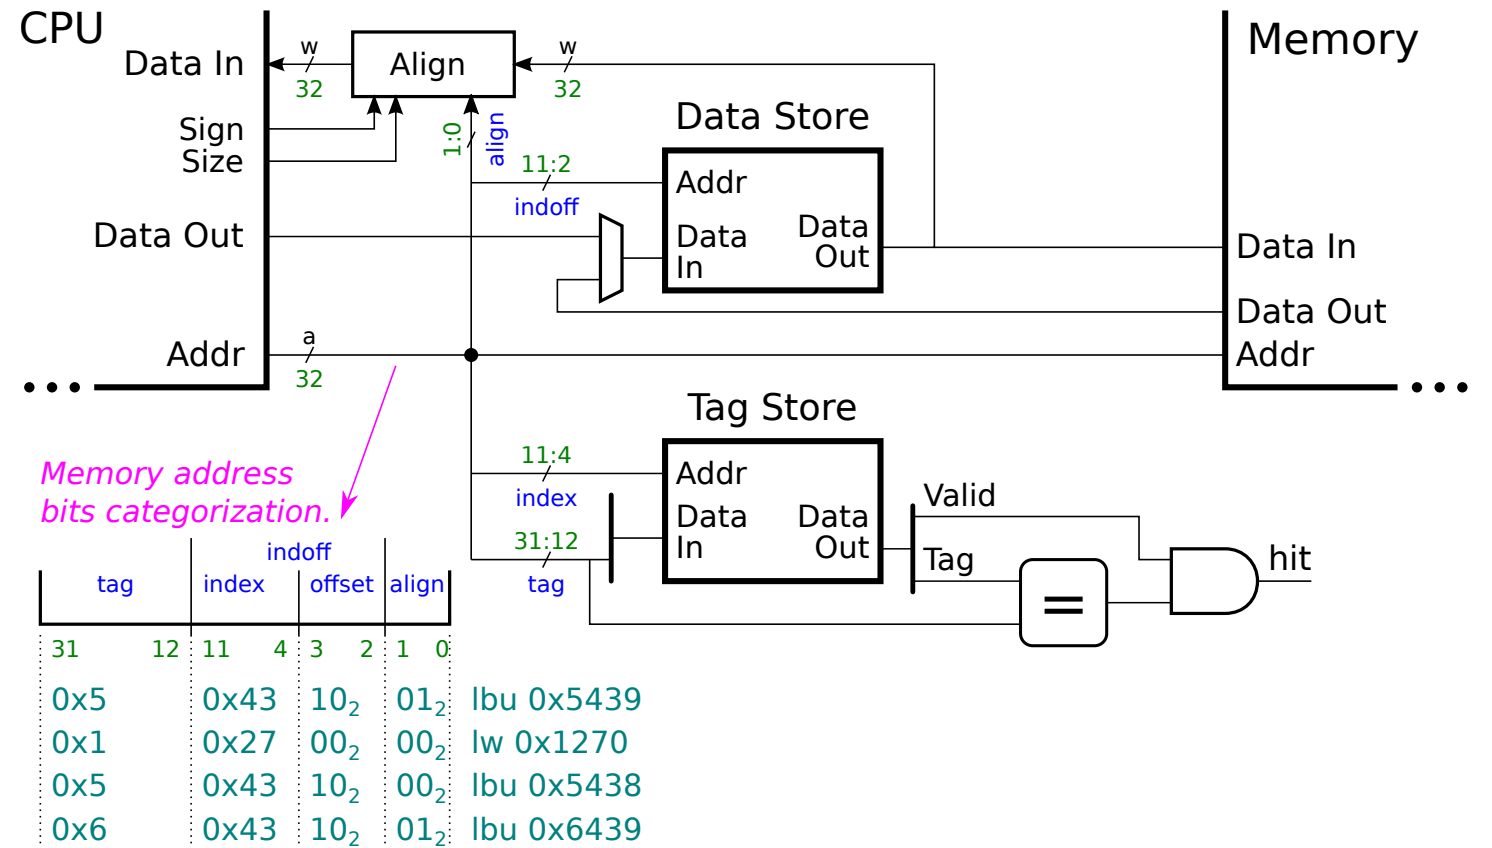 CPU
Memory
Data In
w
32
Align
w
32
Sign
Size
1:0
align
Data Store
11:2
indoff
Addr
Data In
Data Out
Data Out
Data In
Data Out
Addr
a
32
Addr
Memory address
bits categorization.
Tag Store
11:4
index
Addr
Data In
Data Out
31:12
tag
Valid
Tag
=
hit
indoff
tag index offset align
31 12 11 4 3 2 1 0
0x5 0x43 10₂ 01₂ lbu 0x5439
0x1 0x27 00₂ 00₂ lw 0x1270
0x5 0x43 10₂ 00₂ lbu 0x5438
0x6 0x43 10₂ 01₂ lbu 0x6439